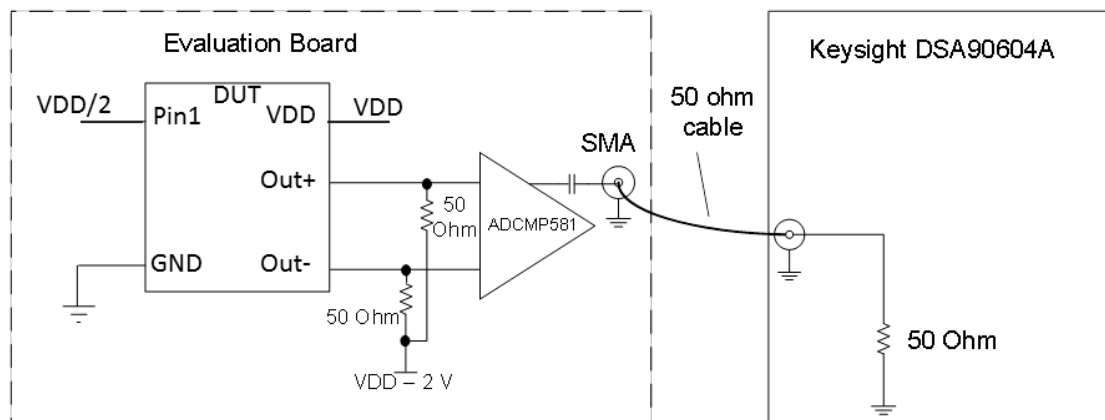 Evaluation Board
Keysight DSA90604A
DUT
VDD/2
Pin1
VDD
VDD
50 ohm
cable
SMA
Out+
50
Ohm
ADCMP581
GND
Out-
50 Ohm
50 Ohm
VDD – 2 V